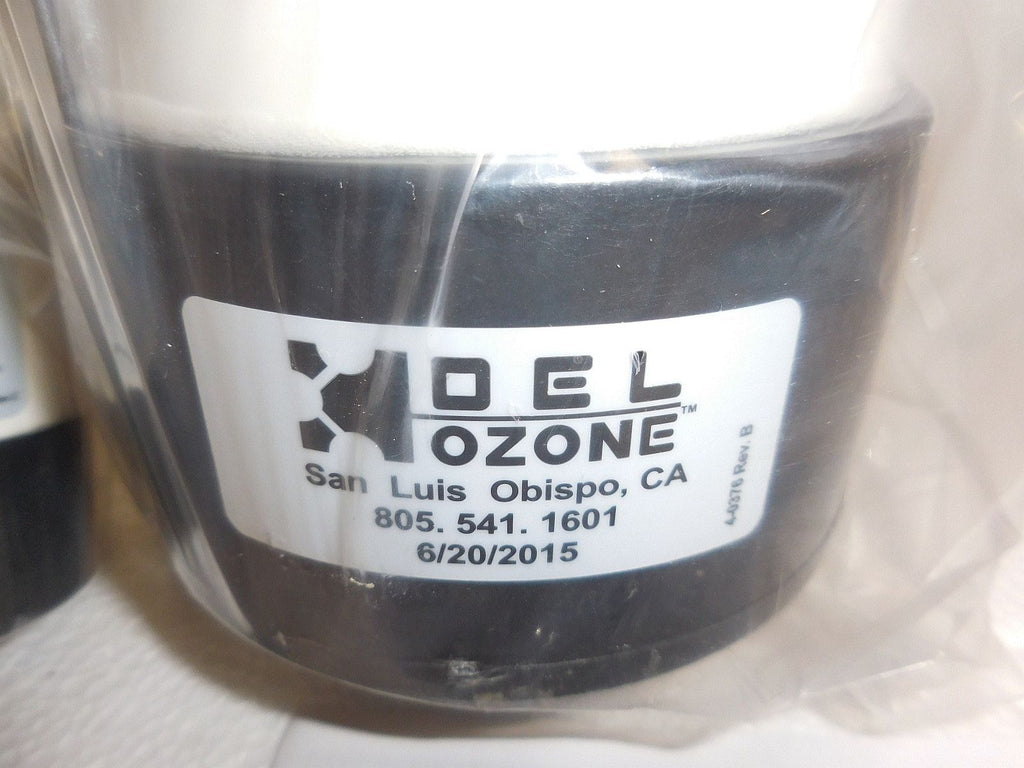 DEL
OZONE™
San Luis Obispo, CA
805. 541. 1601
6/20/2015
4-0376 Rev. B